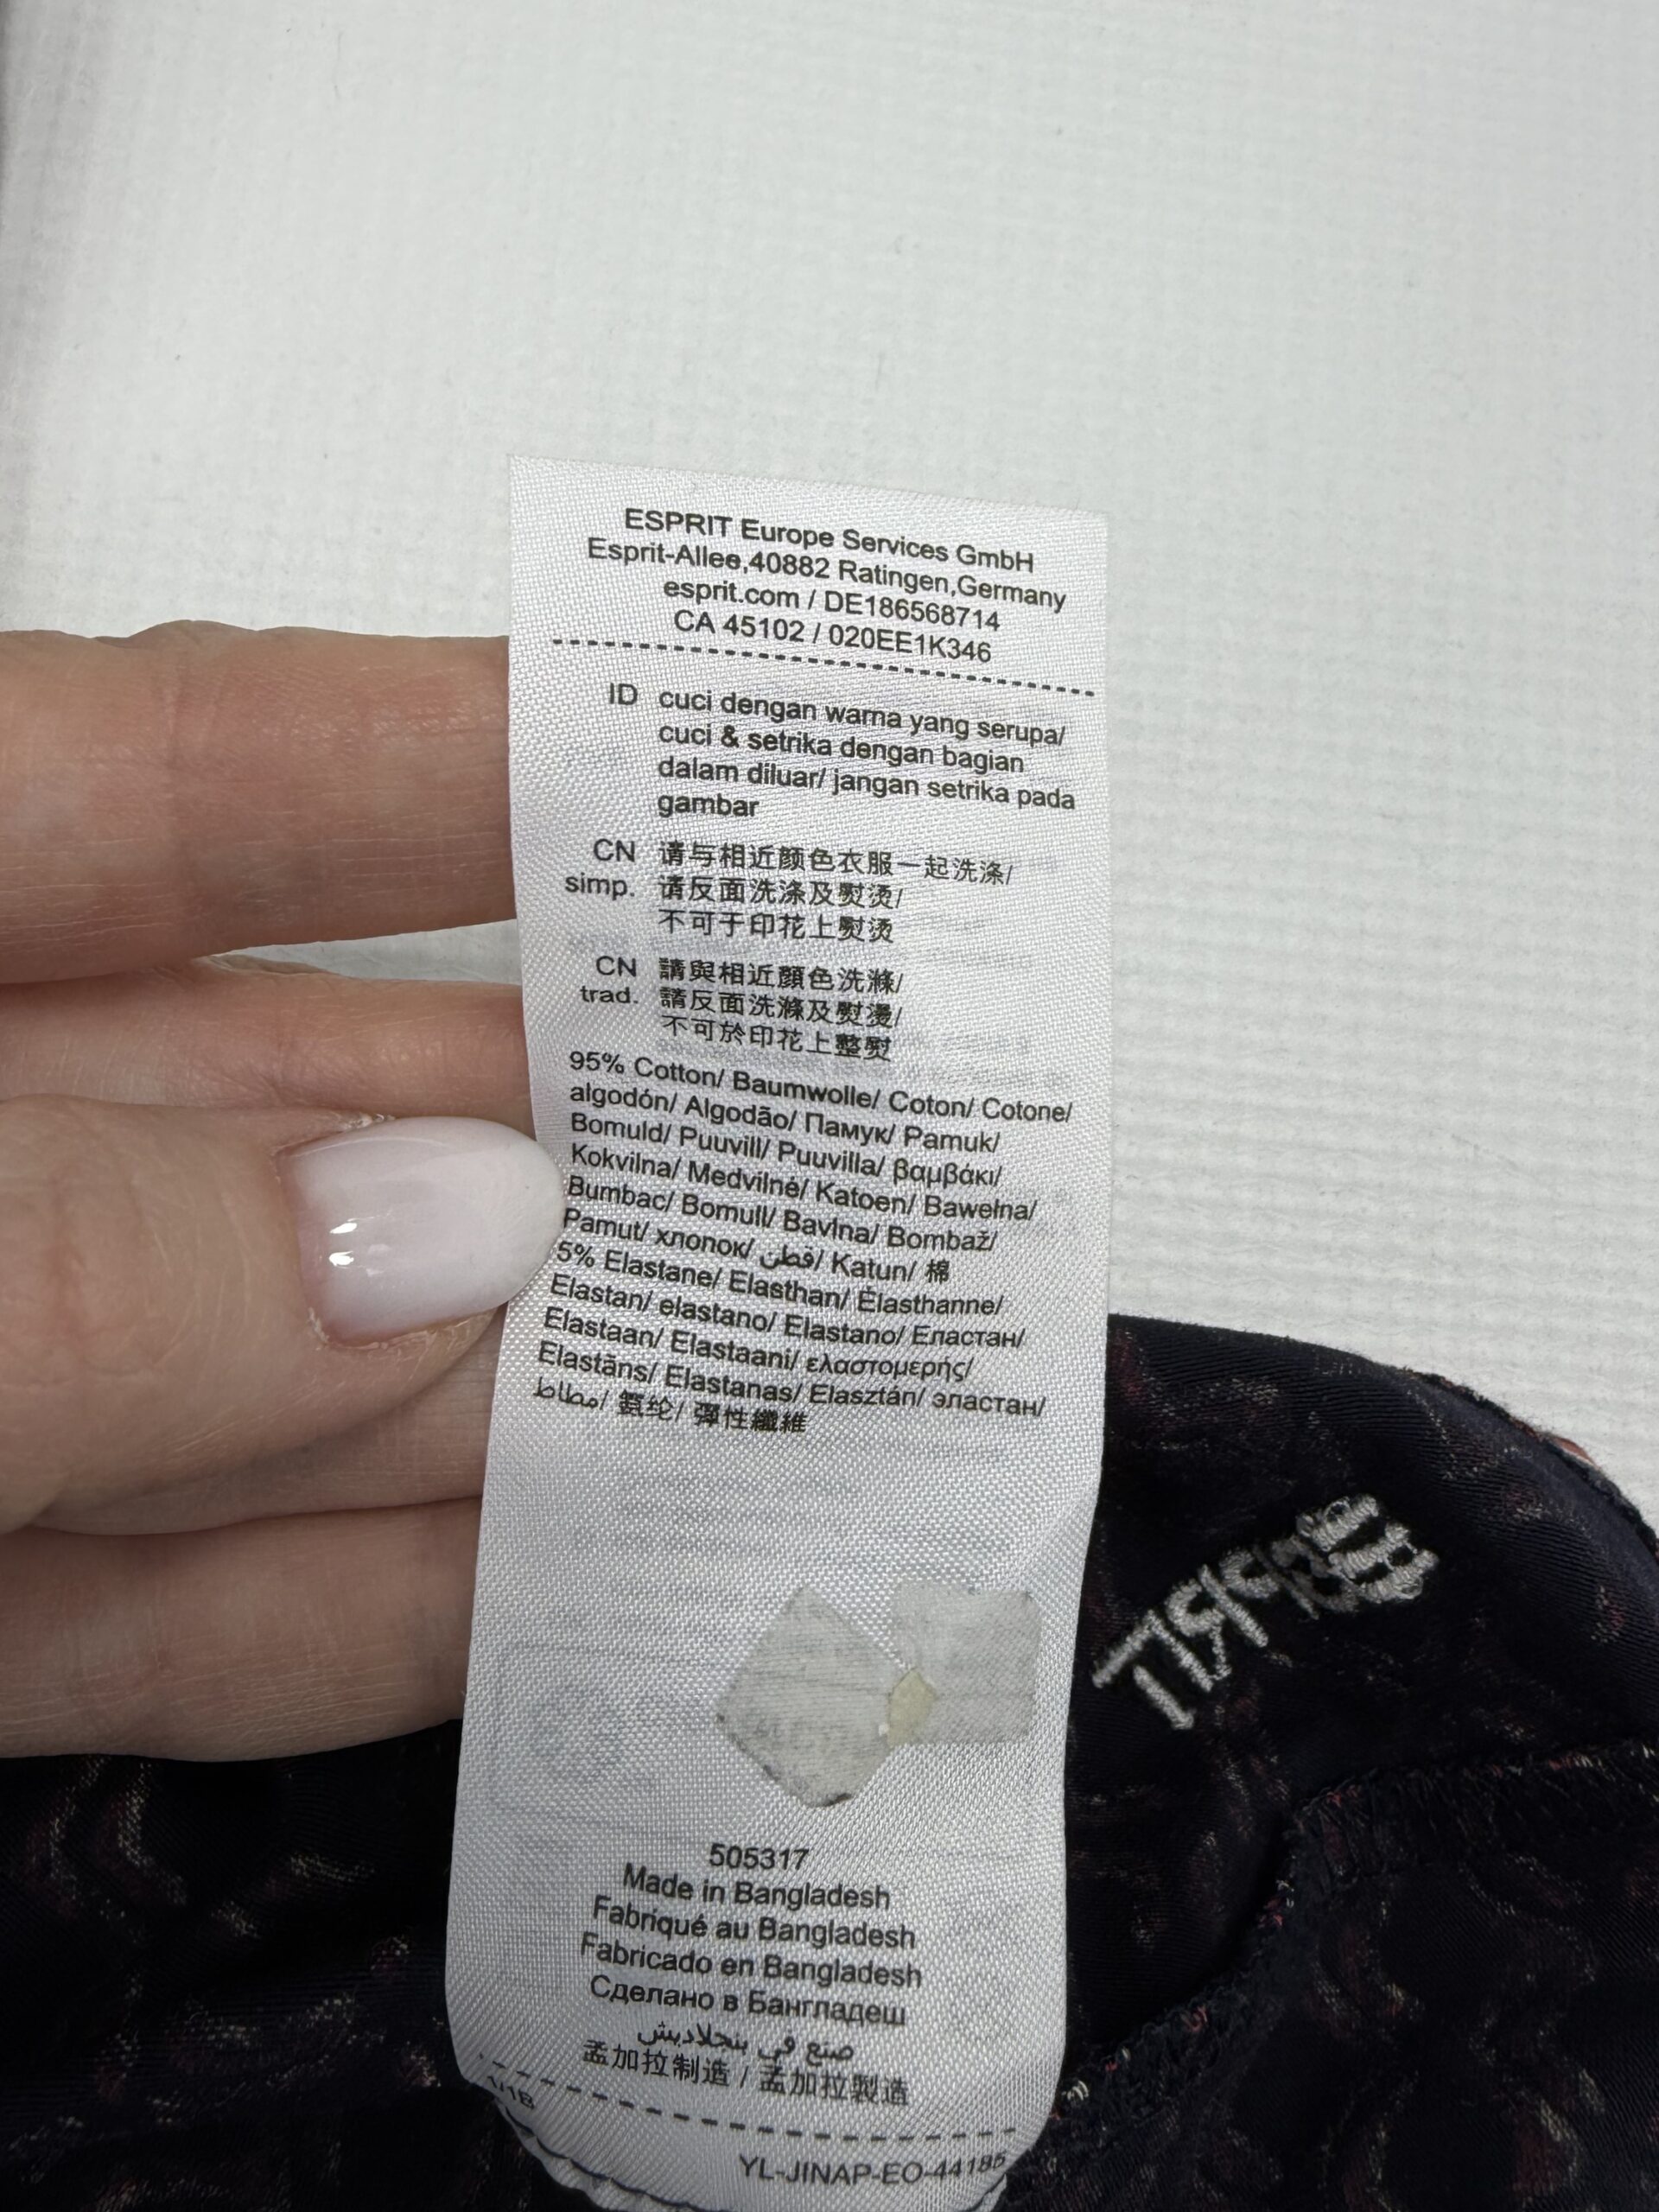 ESPRIT Europe Services GmbH
Esprit-Allee,40882 Ratingen,Germany
esprit.com / DE186568714
CA 45102 / 020EE1K346
ID cuci dengan warna yang serupa/
cuci & setrika dengan bagian
dalam diluar/ jangan setrika pada
gambar
CN 请与相近颜色衣服一起洗涤/
simp. 请反面洗涤及熨烫/
不可于印花上熨烫
CN 請與相近顏色洗滌/
trad. 請反面洗滌及熨燙/
不可於印花上整熨
95% Cotton/ Baumwolle/ Coton/ Cotone/
algodón/ Algodão/ Памук/ Pamuk/
Bomuld/ Puuvill/ Puuvilla/ βαμβάκι/
Kokvilna/ Medvilnė/ Katoen/ Bawełna/
Bumbac/ Bomull/ Bavlna/ Bombaž/
Pamut/ хлопок/ قطن/ Katun/ 棉
5% Elastane/ Elasthan/ Élasthanne/
Elastan/ elastano/ Elastano/ Еластан/
Elastaan/ Elastaani/ ελαστομερής/
Elastāns/ Elastanas/ Elasztán/ эластан/
مطاط/ 氨纶/ 彈性纖維
505317
Made in Bangladesh
Fabriqué au Bangladesh
Fabricado en Bangladesh
Сделано в Бангладеш
صنع في بنجلاديش
孟加拉制造 / 孟加拉製造
1/1B
YL-JINAP-EO-44185